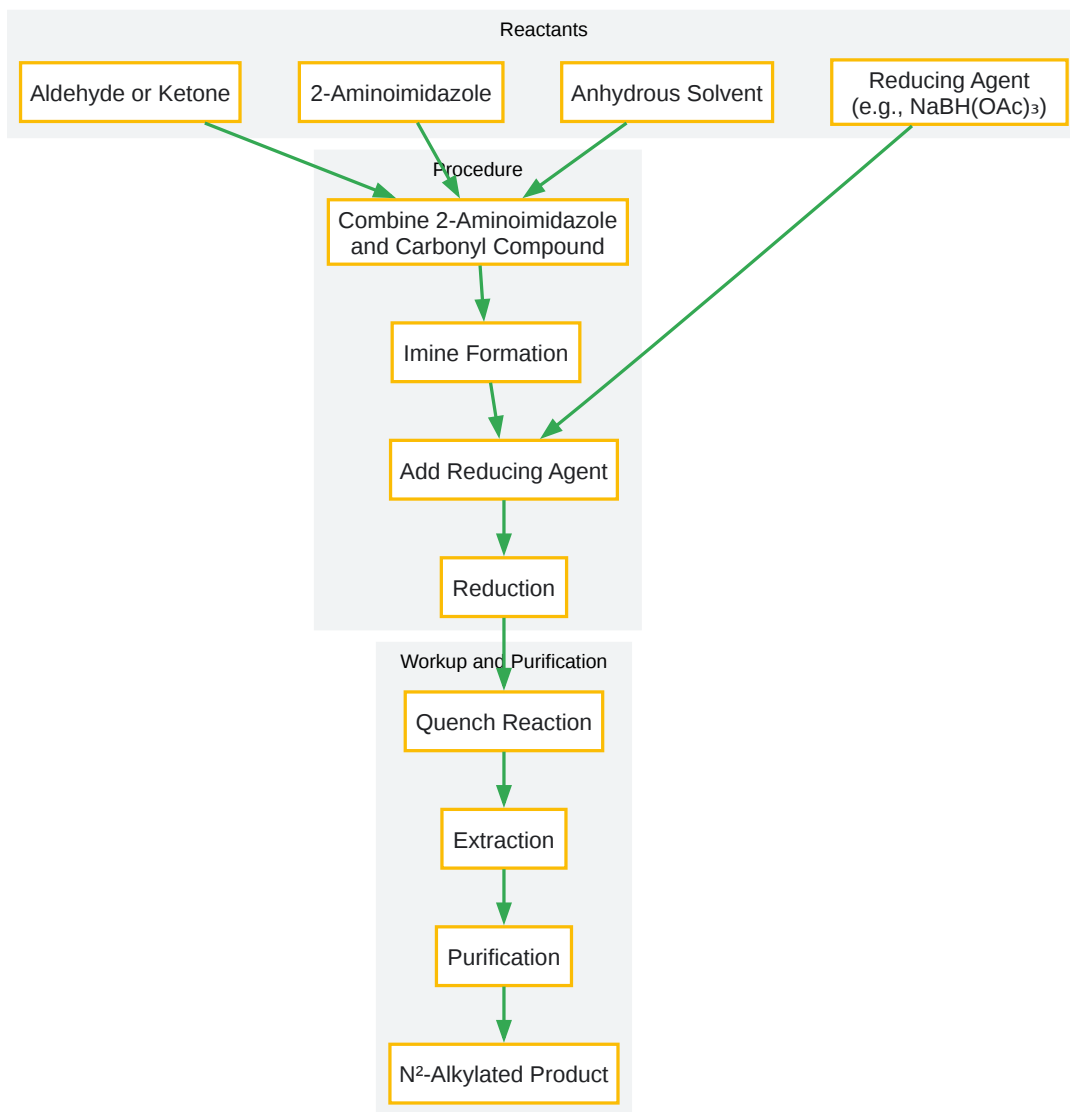 Reactants
Aldehyde or Ketone
2-Aminoimidazole
Anhydrous Solvent
Reducing Agent
(e.g., NaBH(OAc)₃)
Procedure
Combine 2-Aminoimidazole
and Carbonyl Compound
Imine Formation
Add Reducing Agent
Reduction
Workup and Purification
Quench Reaction
Extraction
Purification
N²-Alkylated Product